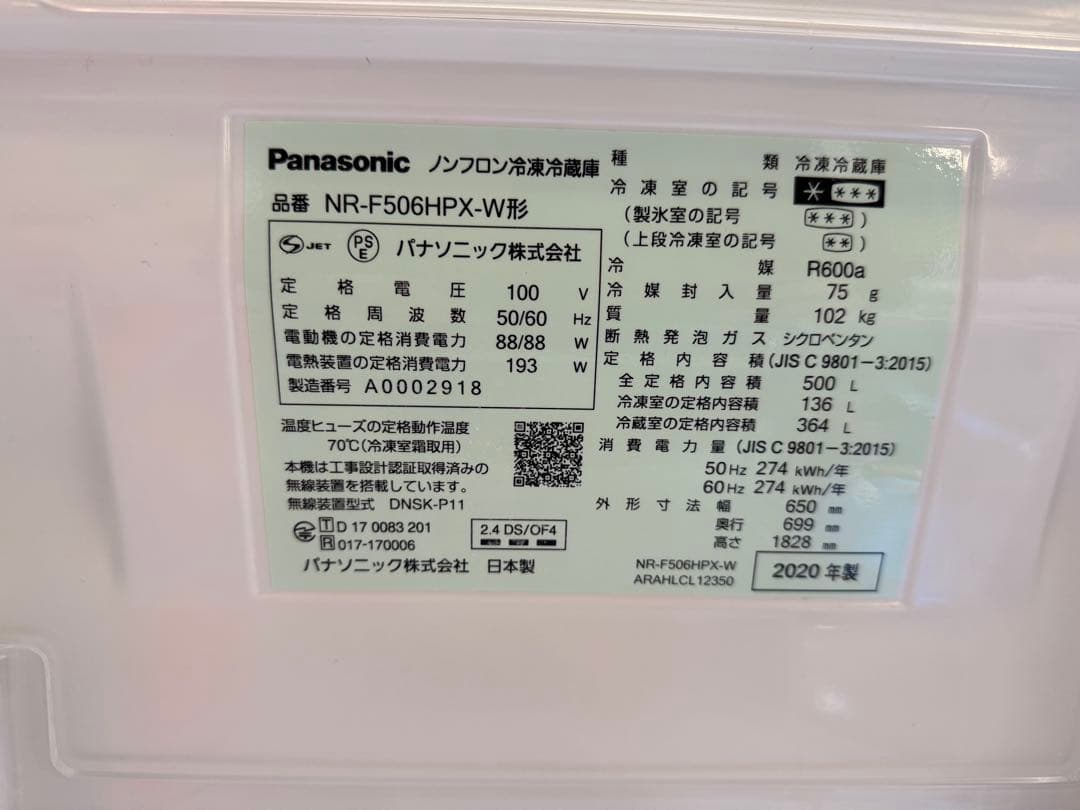 Panasonic ノンフロン冷凍冷蔵庫
品番 NR-F506HPX-W形
S JET PS E パナソニック株式会社
定格電圧 100 V
定格周波数 50/60 Hz
電動機の定格消費電力 88/88 W
電熱装置の定格消費電力 193 W
製造番号 A0002918
温度ヒューズの定格動作温度
70℃(冷凍室霜取用)
本機は工事設計認証取得済みの
無線装置を搭載しています。
無線装置型式 DNSK-P11
T D 17 0083 201
R 017-170006
2.4 DS/OF4
パナソニック株式会社 日本製
種類 冷凍冷蔵庫
冷凍室の記号 * ***
(製氷室の記号 ***)
(上段冷凍室の記号 **)
冷媒 R600a
冷媒封入量 75 g
質量 102 kg
断熱発泡ガス シクロペンタン
定格内容積 (JIS C 9801-3:2015)
全定格内容積 500 L
冷凍室の定格内容積 136 L
冷蔵室の定格内容積 364 L
消費電力量 (JIS C 9801-3:2015)
50Hz 274 kWh/年
60Hz 274 kWh/年
外形寸法 幅 650 mm
奥行 699 mm
高さ 1828 mm
NR-F506HPX-W
ARAHLCL12350
2020年製